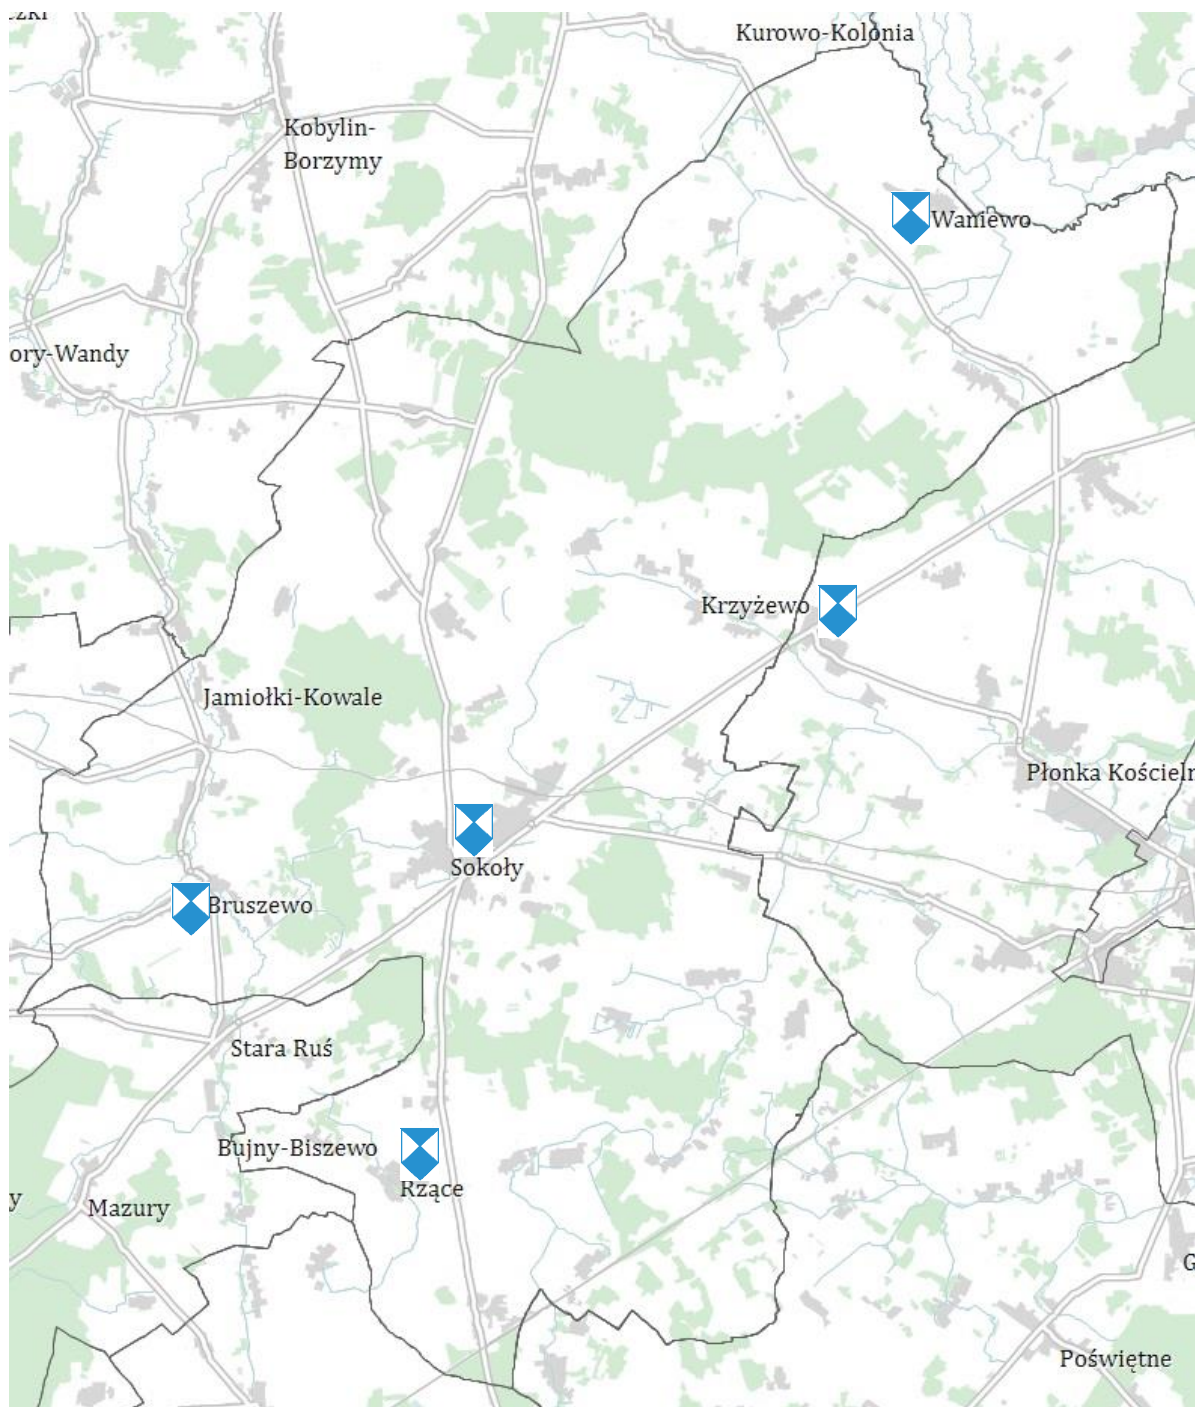 Kurowo-Kolonia
Kobylin-
Borzymy
Waniewo
ory-Wandy
Krzyżewo
Jamiołki-Kowale
Płonka Kościeln
Sokoły
Bruszewo
Stara Ruś
Bujny-Biszewo
Rzące
y
Mazury
G
Poświętne